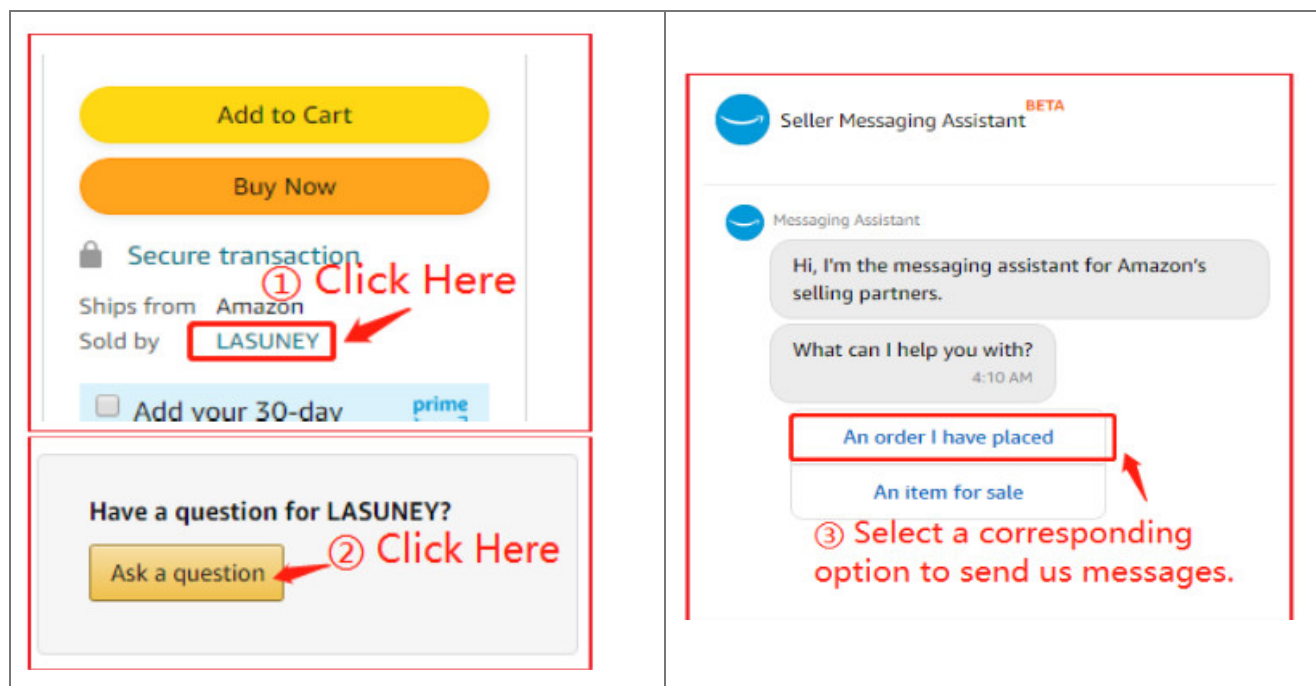 Add to Cart
Buy Now
Secure transaction
① Click Here
Ships from Amazon
Sold by LASUNEY
Add your 30-day prime
Have a question for LASUNEY?
② Click Here
Ask a question
Seller Messaging Assistant BETA
Messaging Assistant
Hi, I'm the messaging assistant for Amazon's
selling partners.
What can I help you with?
4:10 AM
An order I have placed
An item for sale
③ Select a corresponding
option to send us messages.